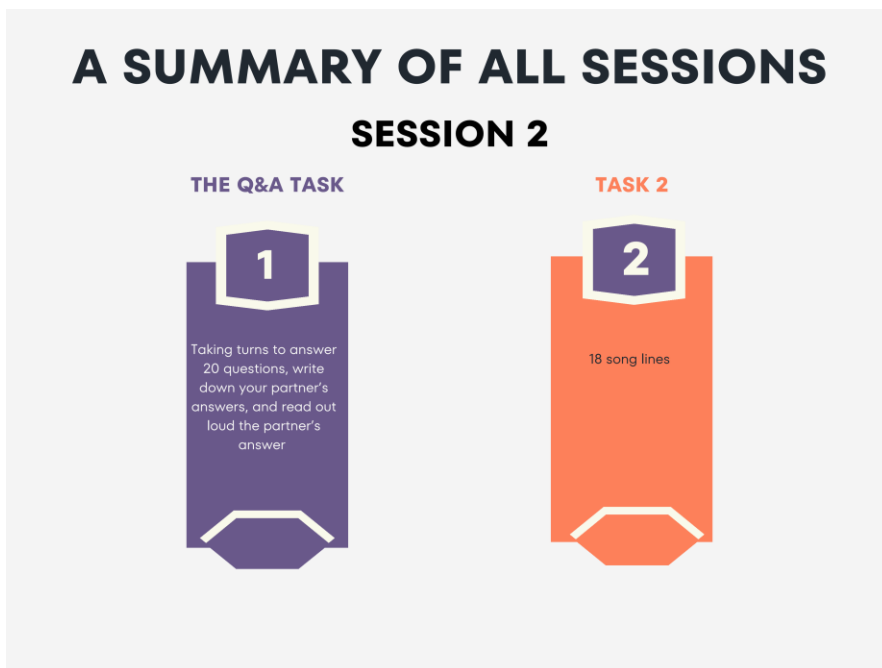 A SUMMARY OF ALL SESSIONS
SESSION 2
THE Q&A TASK
1
Taking turns to answer
20 questions, write
down your partner's
answers, and read out
loud the partner's
answer
TASK 2
2
18 song lines